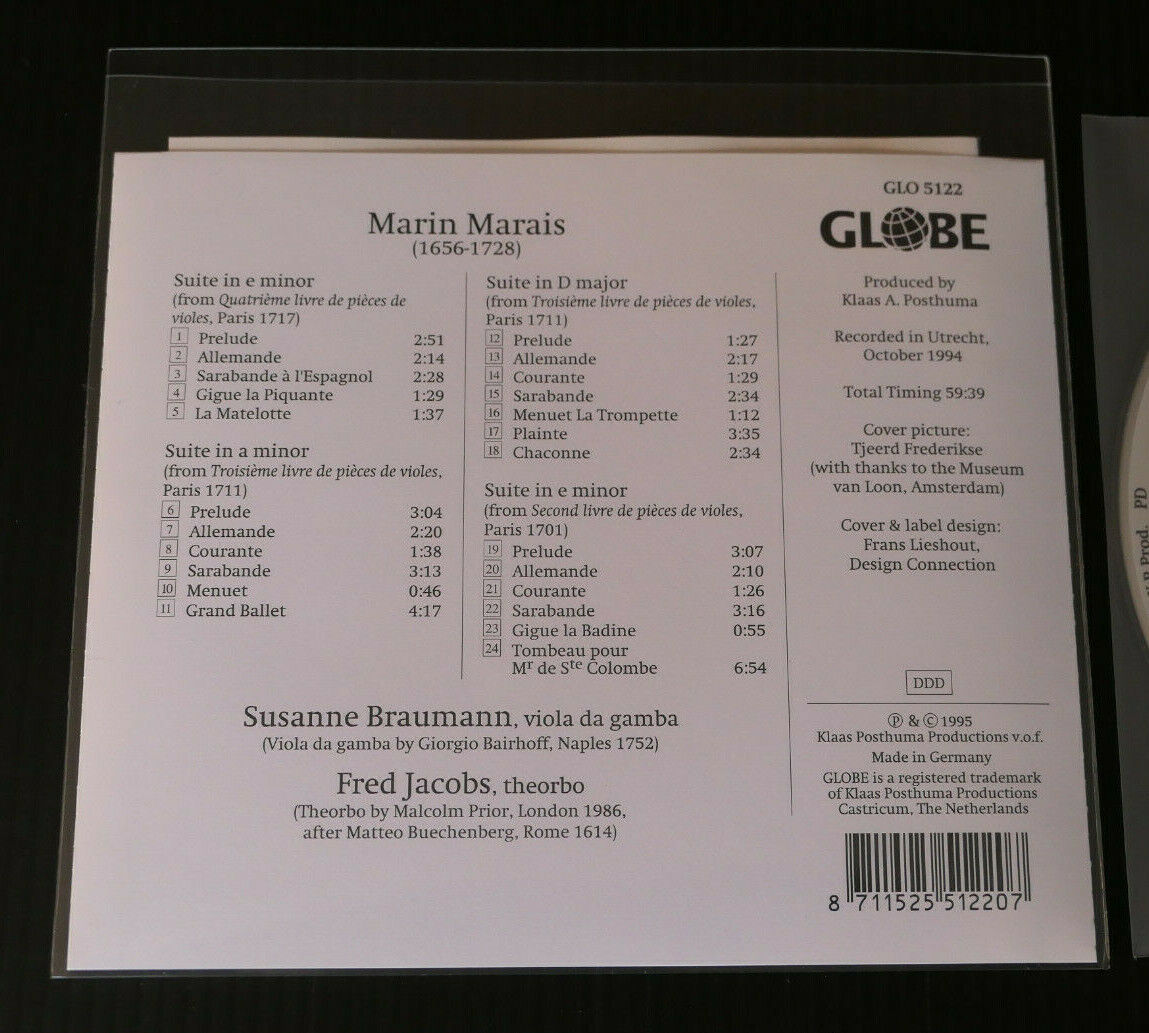 Marin Marais
(1656-1728)
Suite in e minor
(from Quatrième livre de pièces de
violes, Paris 1717)
1 Prelude 2:51
2 Allemande 2:14
3 Sarabande à l'Espagnol 2:28
4 Gigue la Piquante 1:29
5 La Matelotte 1:37
Suite in a minor
(from Troisième livre de pièces de violes,
Paris 1711)
6 Prelude 3:04
7 Allemande 2:20
8 Courante 1:38
9 Sarabande 3:13
10 Menuet 0:46
11 Grand Ballet 4:17
Suite in D major
(from Troisième livre de pièces de violes,
Paris 1711)
12 Prelude 1:27
13 Allemande 2:17
14 Courante 1:29
15 Sarabande 2:34
16 Menuet La Trompette 1:12
17 Plainte 3:35
18 Chaconne 2:34
Suite in e minor
(from Second livre de pièces de violes,
Paris 1701)
19 Prelude 3:07
20 Allemande 2:10
21 Courante 1:26
22 Sarabande 3:16
23 Gigue la Badine 0:55
24 Tombeau pour
Mr de Ste Colombe 6:54
Susanne Braumann, viola da gamba
(Viola da gamba by Giorgio Bairhoff, Naples 1752)
Fred Jacobs, theorbo
(Theorbo by Malcolm Prior, London 1986,
after Matteo Buechenberg, Rome 1614)
GLO 5122
GLOBE
Produced by
Klaas A. Posthuma
Recorded in Utrecht,
October 1994
Total Timing 59:39
Cover picture:
Tjeerd Frederikse
(with thanks to the Museum
van Loon, Amsterdam)
Cover & label design:
Frans Lieshout,
Design Connection
DDD
℗ & © 1995
Klaas Posthuma Productions v.o.f.
Made in Germany
GLOBE is a registered trademark
of Klaas Posthuma Productions
Castricum, The Netherlands
8 711525 512207
Prod. PD